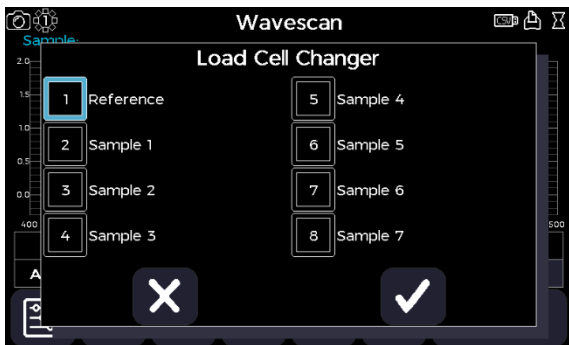 1 Wavescan CSV
Sample:
Load Cell Changer
2.0
1.5
1.0
0.5
0.0
400 500
A
1 Reference
2 Sample 1
3 Sample 2
4 Sample 3
5 Sample 4
6 Sample 5
7 Sample 6
8 Sample 7